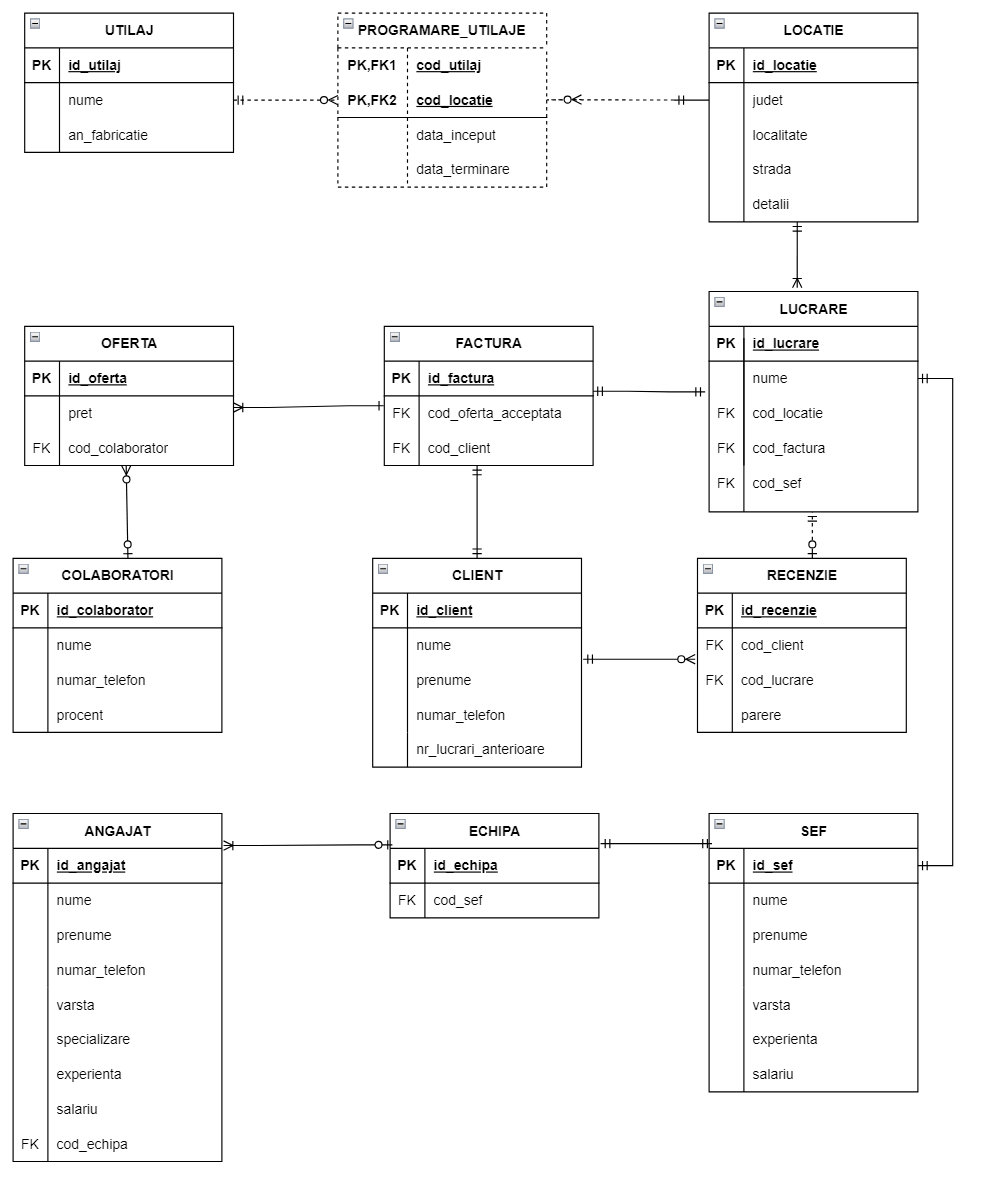 UTILAJ
PK id_utilaj
nume
an_fabricatie
PROGRAMARE_UTILAJE
PK,FK1 cod_utilaj
PK,FK2 cod_locatie
data_inceput
data_terminare
LOCATIE
PK id_locatie
judet
localitate
strada
detalii
OFERTA
PK id_oferta
pret
FK cod_colaborator
FACTURA
PK id_factura
FK cod_oferta_acceptata
FK cod_client
LUCRARE
PK id_lucrare
nume
FK cod_locatie
FK cod_factura
FK cod_sef
COLABORATORI
PK id_colaborator
nume
numar_telefon
procent
CLIENT
PK id_client
nume
prenume
numar_telefon
nr_lucrari_anterioare
RECENZIE
PK id_recenzie
FK cod_client
FK cod_lucrare
parere
ANGAJAT
PK id_angajat
nume
prenume
numar_telefon
varsta
specializare
experienta
salariu
FK cod_echipa
ECHIPA
PK id_echipa
FK cod_sef
SEF
PK id_sef
nume
prenume
numar_telefon
varsta
experienta
salariu